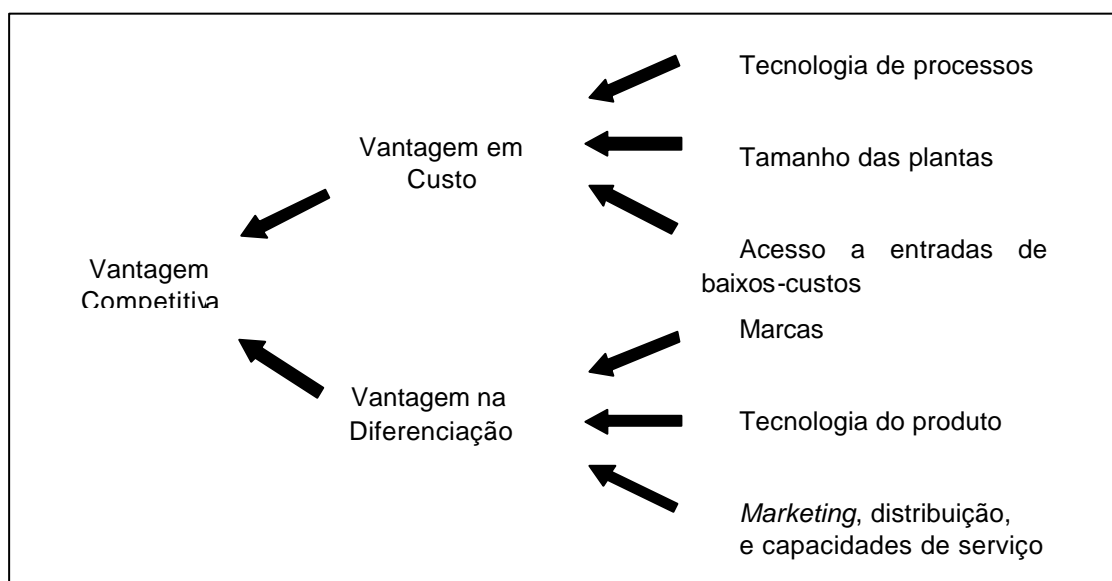 Tecnologia de processos
Vantagem em
Custo
Tamanho das plantas
Acesso a entradas de
baixos-custos
Vantagem
Competitiva
Marcas
Vantagem na
Diferenciação
Tecnologia do produto
Marketing, distribuição,
e capacidades de serviço